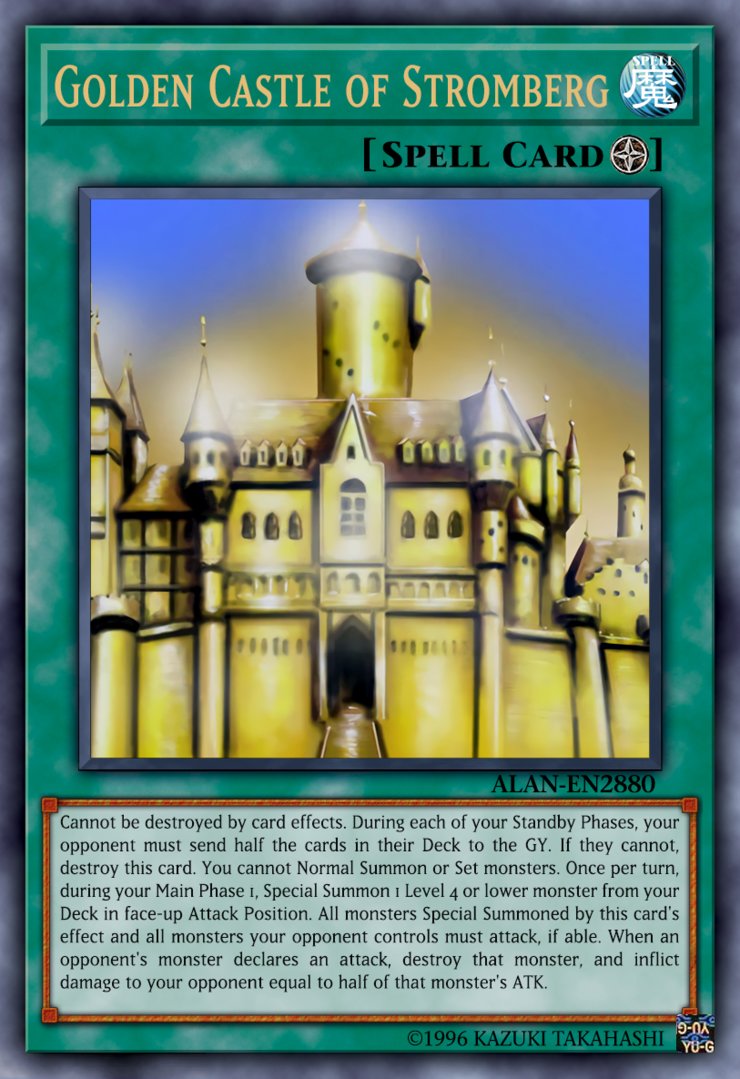 Golden Castle of Stromberg
SPELL
魔
[Spell Card]
ALAN-EN2880
Cannot be destroyed by card effects. During each of your Standby Phases, your
opponent must send half the cards in their Deck to the GY. If they cannot,
destroy this card. You cannot Normal Summon or Set monsters. Once per turn,
during your Main Phase 1, Special Summon 1 Level 4 or lower monster from your
Deck in face-up Attack Position. All monsters Special Summoned by this card's
effect and all monsters your opponent controls must attack, if able. When an
opponent's monster declares an attack, destroy that monster, and inflict
damage to your opponent equal to half of that monster's ATK.
©1996 KAZUKI TAKAHASHI